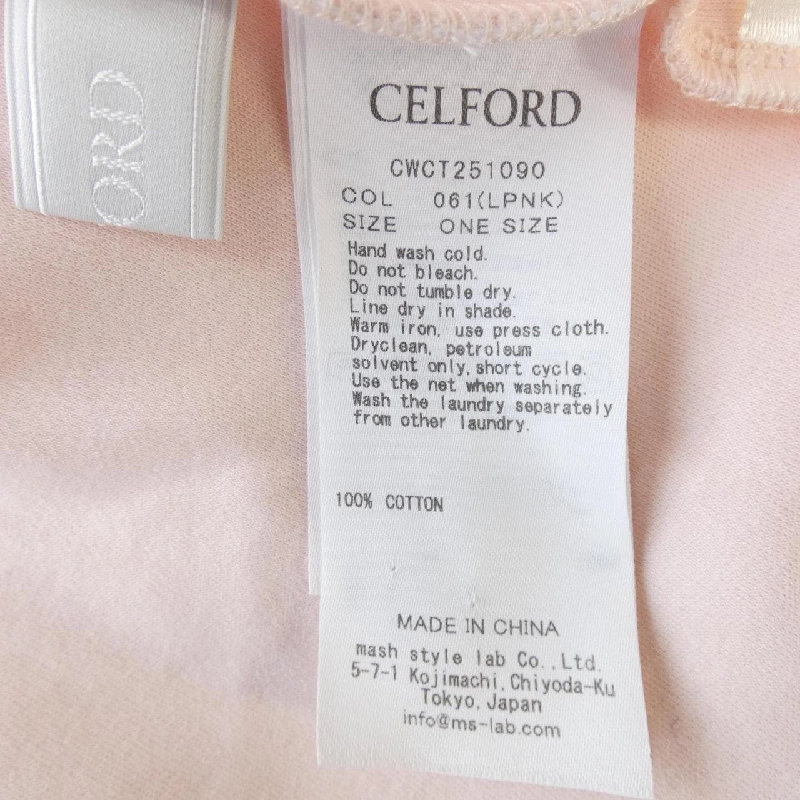 ORD
CELFORD
CWCT251090
COL 061(LPNK)
SIZE ONE SIZE
Hand wash cold.
Do not bleach.
Do not tumble dry.
Line dry in shade.
Warm iron, use press cloth.
Dryclean, petroleum
solvent only,short cycle.
Use the net when washing.
Wash the laundry separately
from other laundry.
100% COTTON
MADE IN CHINA
mash style lab Co.,Ltd.
5-7-1 Kojimachi,Chiyoda-Ku
Tokyo,Japan
info@ms-lab.com